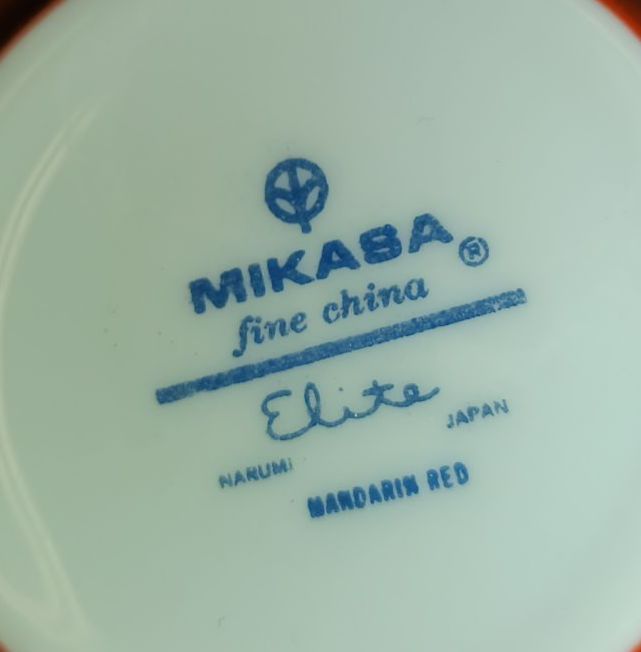 MIKASA ®
fine china
Elite
NARUMI JAPAN
MANDARIN RED